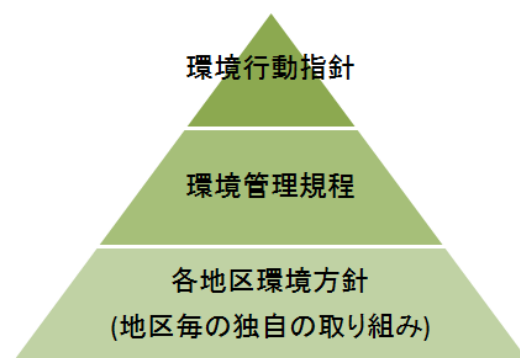 環境行動指針
環境管理規程
各地区環境方針
(地区毎の独自の取り組み)